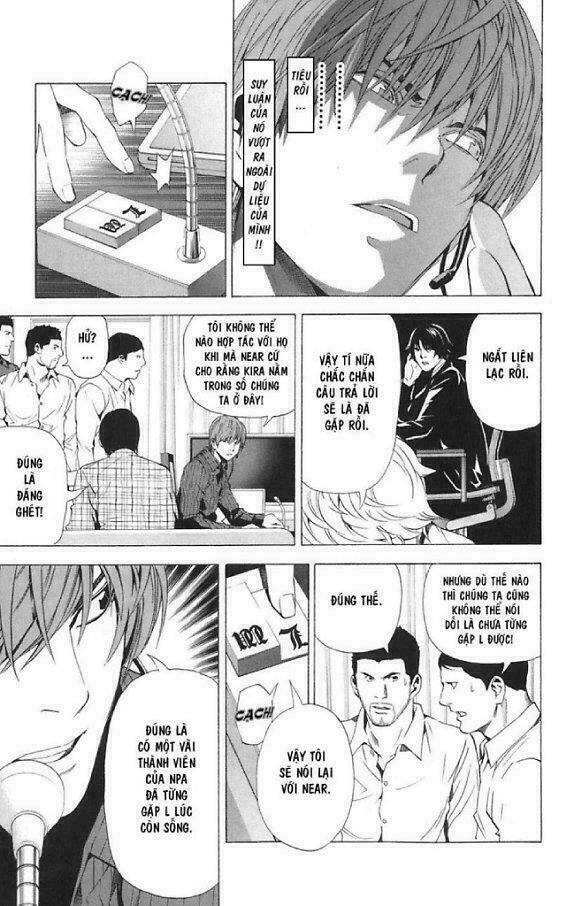 TIÊU
RỒI
...
SUY
LUẬN
CỦA
NÓ
VƯỢT
RA
NGOÀI
DỰ
LIỆU
CỦA
MÌNH
!!
CẠCH
L
M
NGẮT LIÊN
LẠC RỒI.
VẬY TÍ NỮA
CHẮC CHẮN
CÂU TRẢ LỜI
SẼ LÀ ĐÃ
GẶP RỒI.
TÔI KHÔNG THỂ
NÀO HỢP TÁC VỚI HỌ
KHI MÀ NEAR CỨ
CHO RẰNG KIRA NẰM
TRONG SỐ CHÚNG
TA Ở ĐÂY!
HỬ?
...
ĐÚNG
LÀ
ĐÁNG
GHÉT!
NHƯNG DÙ THẾ NÀO
THÌ CHÚNG TA CŨNG
KHÔNG THỂ NÓI
DỐI LÀ CHƯA TỪNG
GẶP L ĐƯỢC!
ĐÚNG THẾ.
VẬY TÔI
SẼ NÓI LẠI
VỚI NEAR.
M L
CẠCH
ĐÚNG LÀ
CÓ MỘT VÀI
THÀNH VIÊN
CỦA NPA
ĐÃ TỪNG
GẶP L LÚC
CÒN SỐNG.